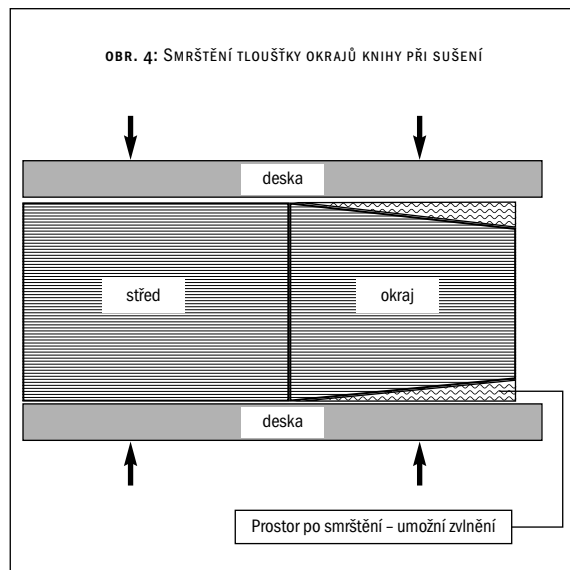 OBR. 4: SMRŠTĚNÍ TLOUŠŤKY OKRAJŮ KNIHY PŘI SUŠENÍ
deska
střed
okraj
deska
Prostor po smrštění – umožní zvlnění